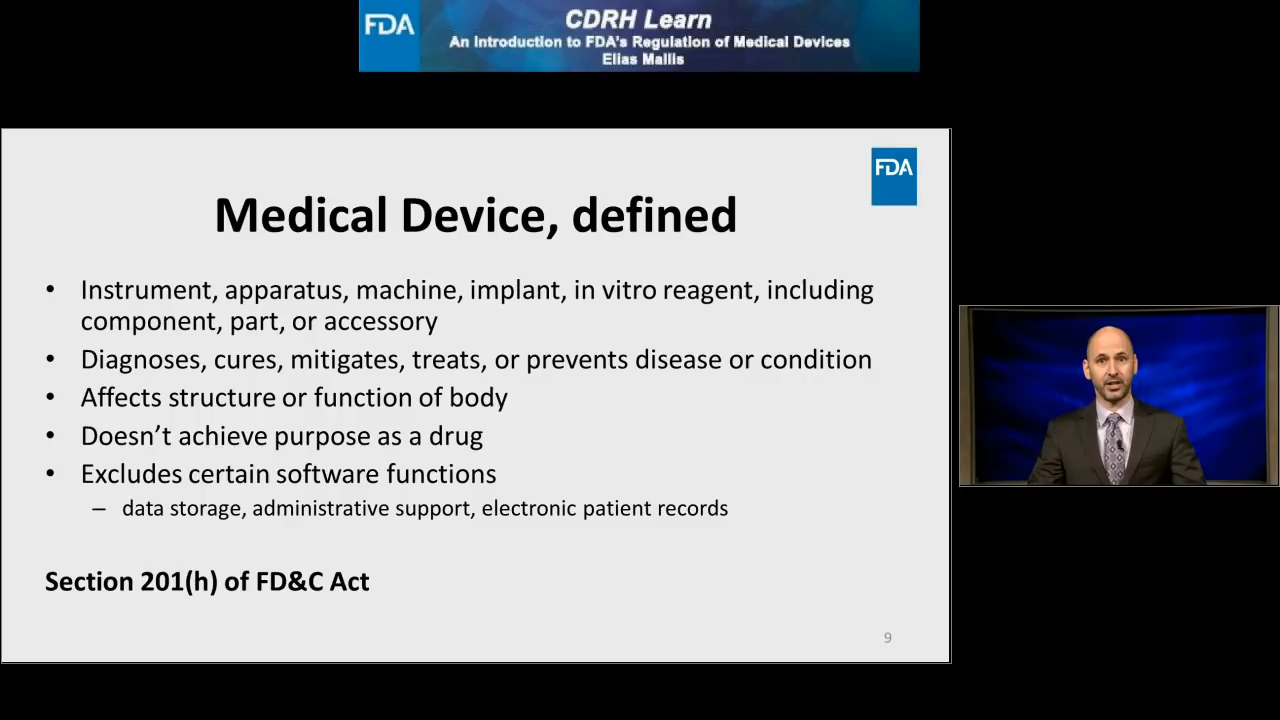 FDA
CDRH Learn
An Introduction to FDA's Regulation of Medical Devices
Elias Mallis
FDA
Medical Device, defined
• Instrument, apparatus, machine, implant, in vitro reagent, including
component, part, or accessory
• Diagnoses, cures, mitigates, treats, or prevents disease or condition
• Affects structure or function of body
• Doesn’t achieve purpose as a drug
• Excludes certain software functions
– data storage, administrative support, electronic patient records
Section 201(h) of FD&C Act
9